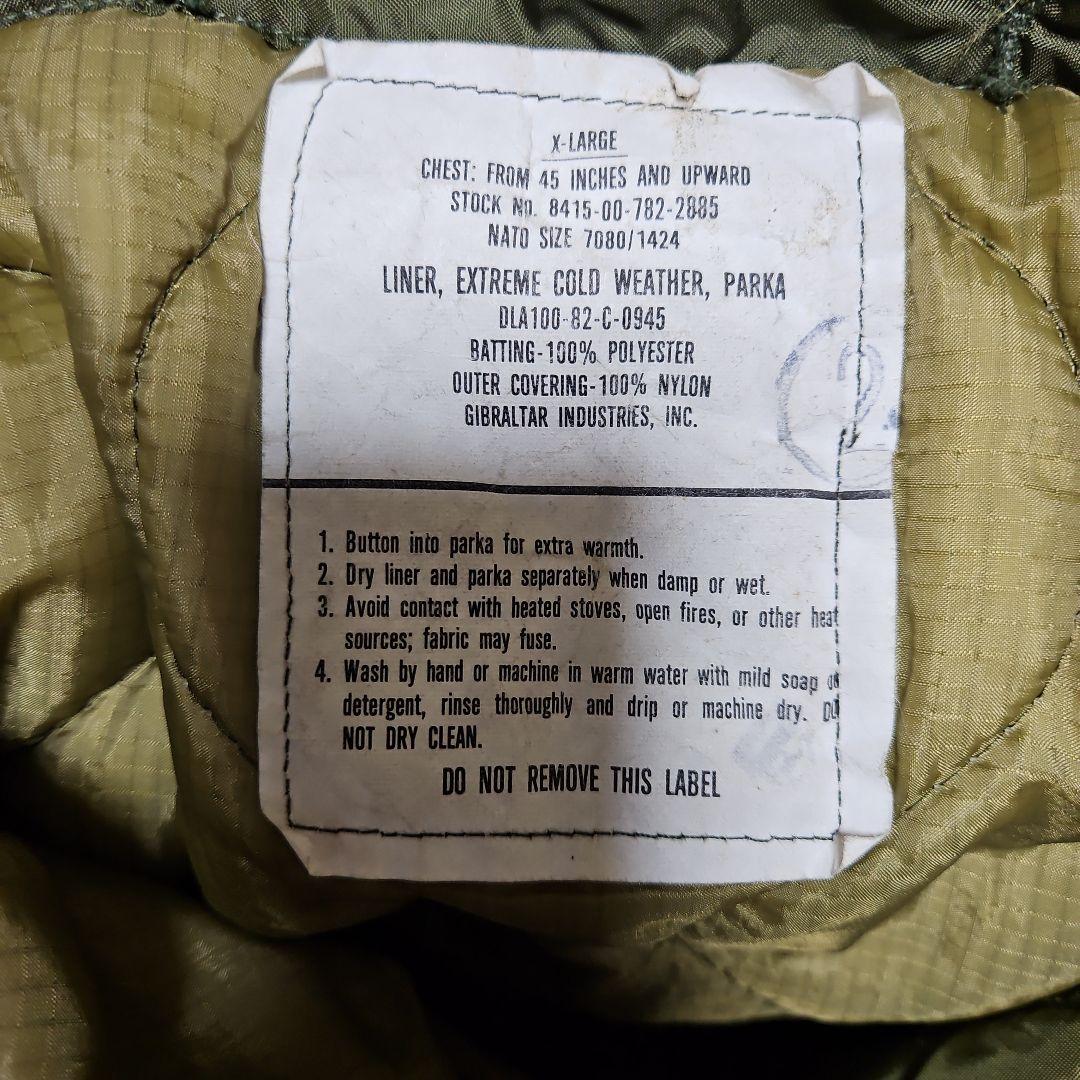 X-LARGE
CHEST: FROM 45 INCHES AND UPWARD
STOCK NO. 8415-00-782-2885
NATO SIZE 7080/1424
LINER, EXTREME COLD WEATHER, PARKA
DLA100-82-C-0945
BATTING-100% POLYESTER
OUTER COVERING-100% NYLON
GIBRALTAR INDUSTRIES, INC.
1. Button into parka for extra warmth.
2. Dry liner and parka separately when damp or wet.
3. Avoid contact with heated stoves, open fires, or other heat
sources; fabric may fuse.
4. Wash by hand or machine in warm water with mild soap or
detergent, rinse thoroughly and drip or machine dry. DO
NOT DRY CLEAN.
DO NOT REMOVE THIS LABEL